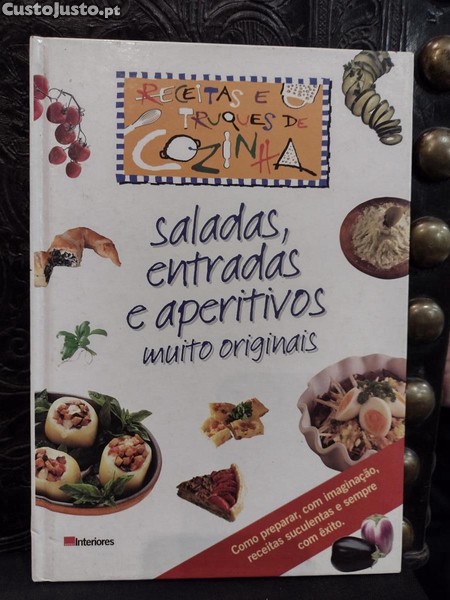 CustoJusto.pt
RECEITAS E
TRUQUES DE
COZINHA
saladas,
entradas
e aperitivos
muito originais
Como preparar, com imaginação,
receitas suculentas e sempre
com êxito.
Interiores